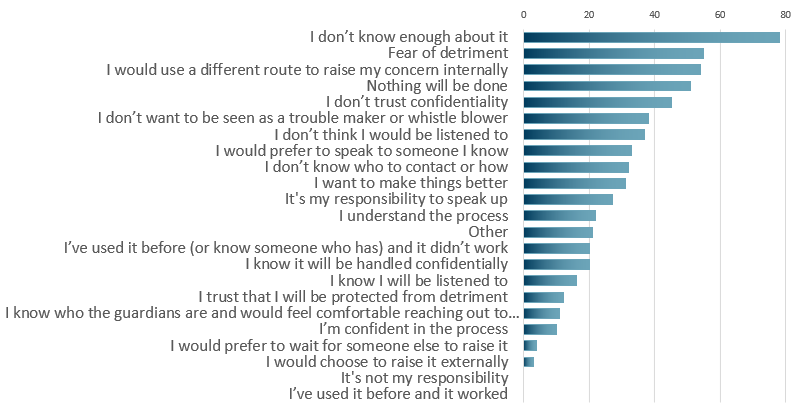 0 20 40 60 80
I don’t know enough about it
Fear of detriment
I would use a different route to raise my concern internally
Nothing will be done
I don’t trust confidentiality
I don’t want to be seen as a trouble maker or whistle blower
I don’t think I would be listened to
I would prefer to speak to someone I know
I don’t know who to contact or how
I want to make things better
It's my responsibility to speak up
I understand the process
Other
I’ve used it before (or know someone who has) and it didn’t work
I know it will be handled confidentially
I know I will be listened to
I trust that I will be protected from detriment
I know who the guardians are and would feel comfortable reaching out to…
I’m confident in the process
I would prefer to wait for someone else to raise it
I would choose to raise it externally
It's not my responsibility
I’ve used it before and it worked